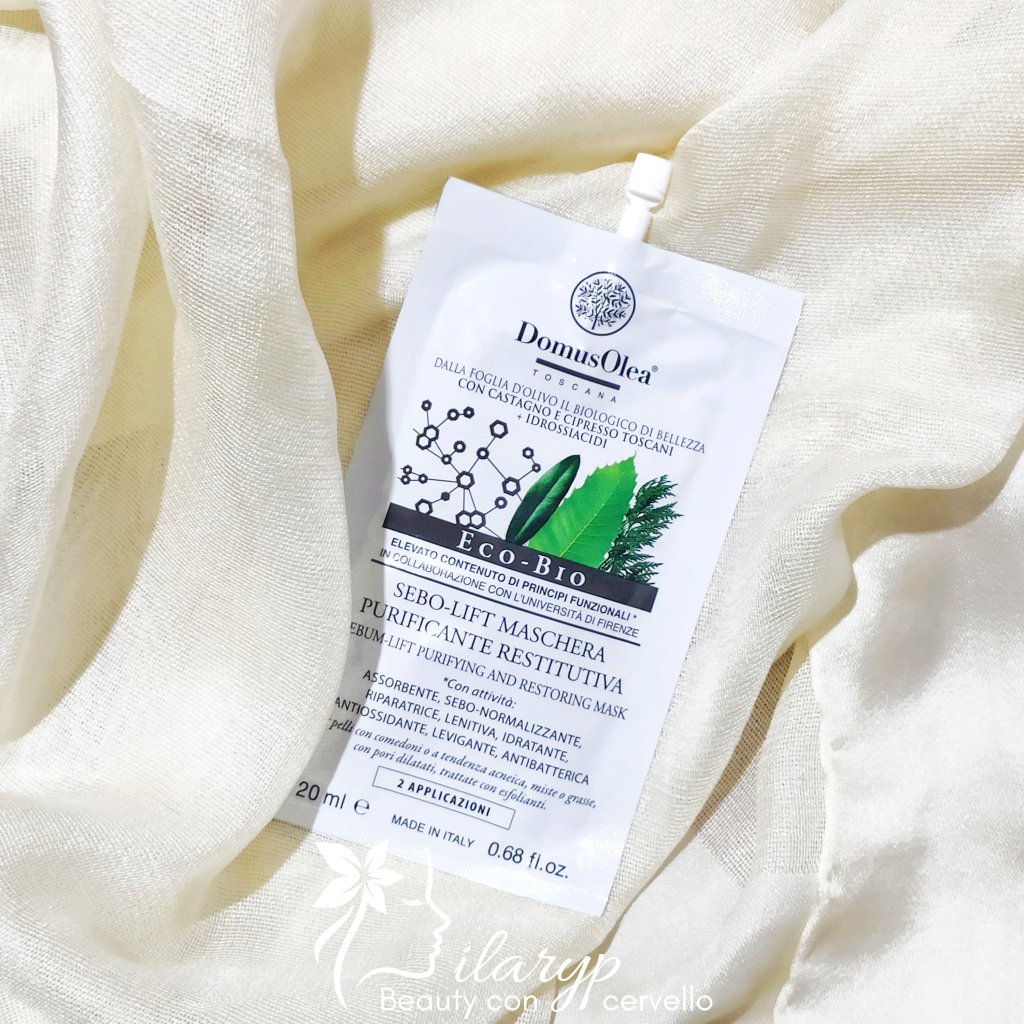 DomusOlea®
TOSCANA
DALLA FOGLIA D'OLIVO IL BIOLOGICO DI BELLEZZA
CON CASTAGNO E CIPRESSO TOSCANI
+ IDROSSIACIDI
ECO-BIO
ELEVATO CONTENUTO DI PRINCIPI FUNZIONALI *
IN COLLABORAZIONE CON L'UNIVERSITÀ DI FIRENZE
SEBO-LIFT MASCHERA
PURIFICANTE RESTITUTIVA
EBUM-LIFT PURIFYING AND RESTORING MASK
*Con attività:
ASSORBENTE, SEBO-NORMALIZZANTE,
RIPARATRICE, LENITIVA, IDRATANTE,
ANTIOSSIDANTE, LEVIGANTE, ANTIBATTERICA
pelli con comedoni o a tendenza acneica, miste o grasse,
con pori dilatati, trattate con esfolianti.
2 APPLICAZIONI
20 ml ℮
MADE IN ITALY 0.68 fl.oz.
ilaryp
Beauty con cervello